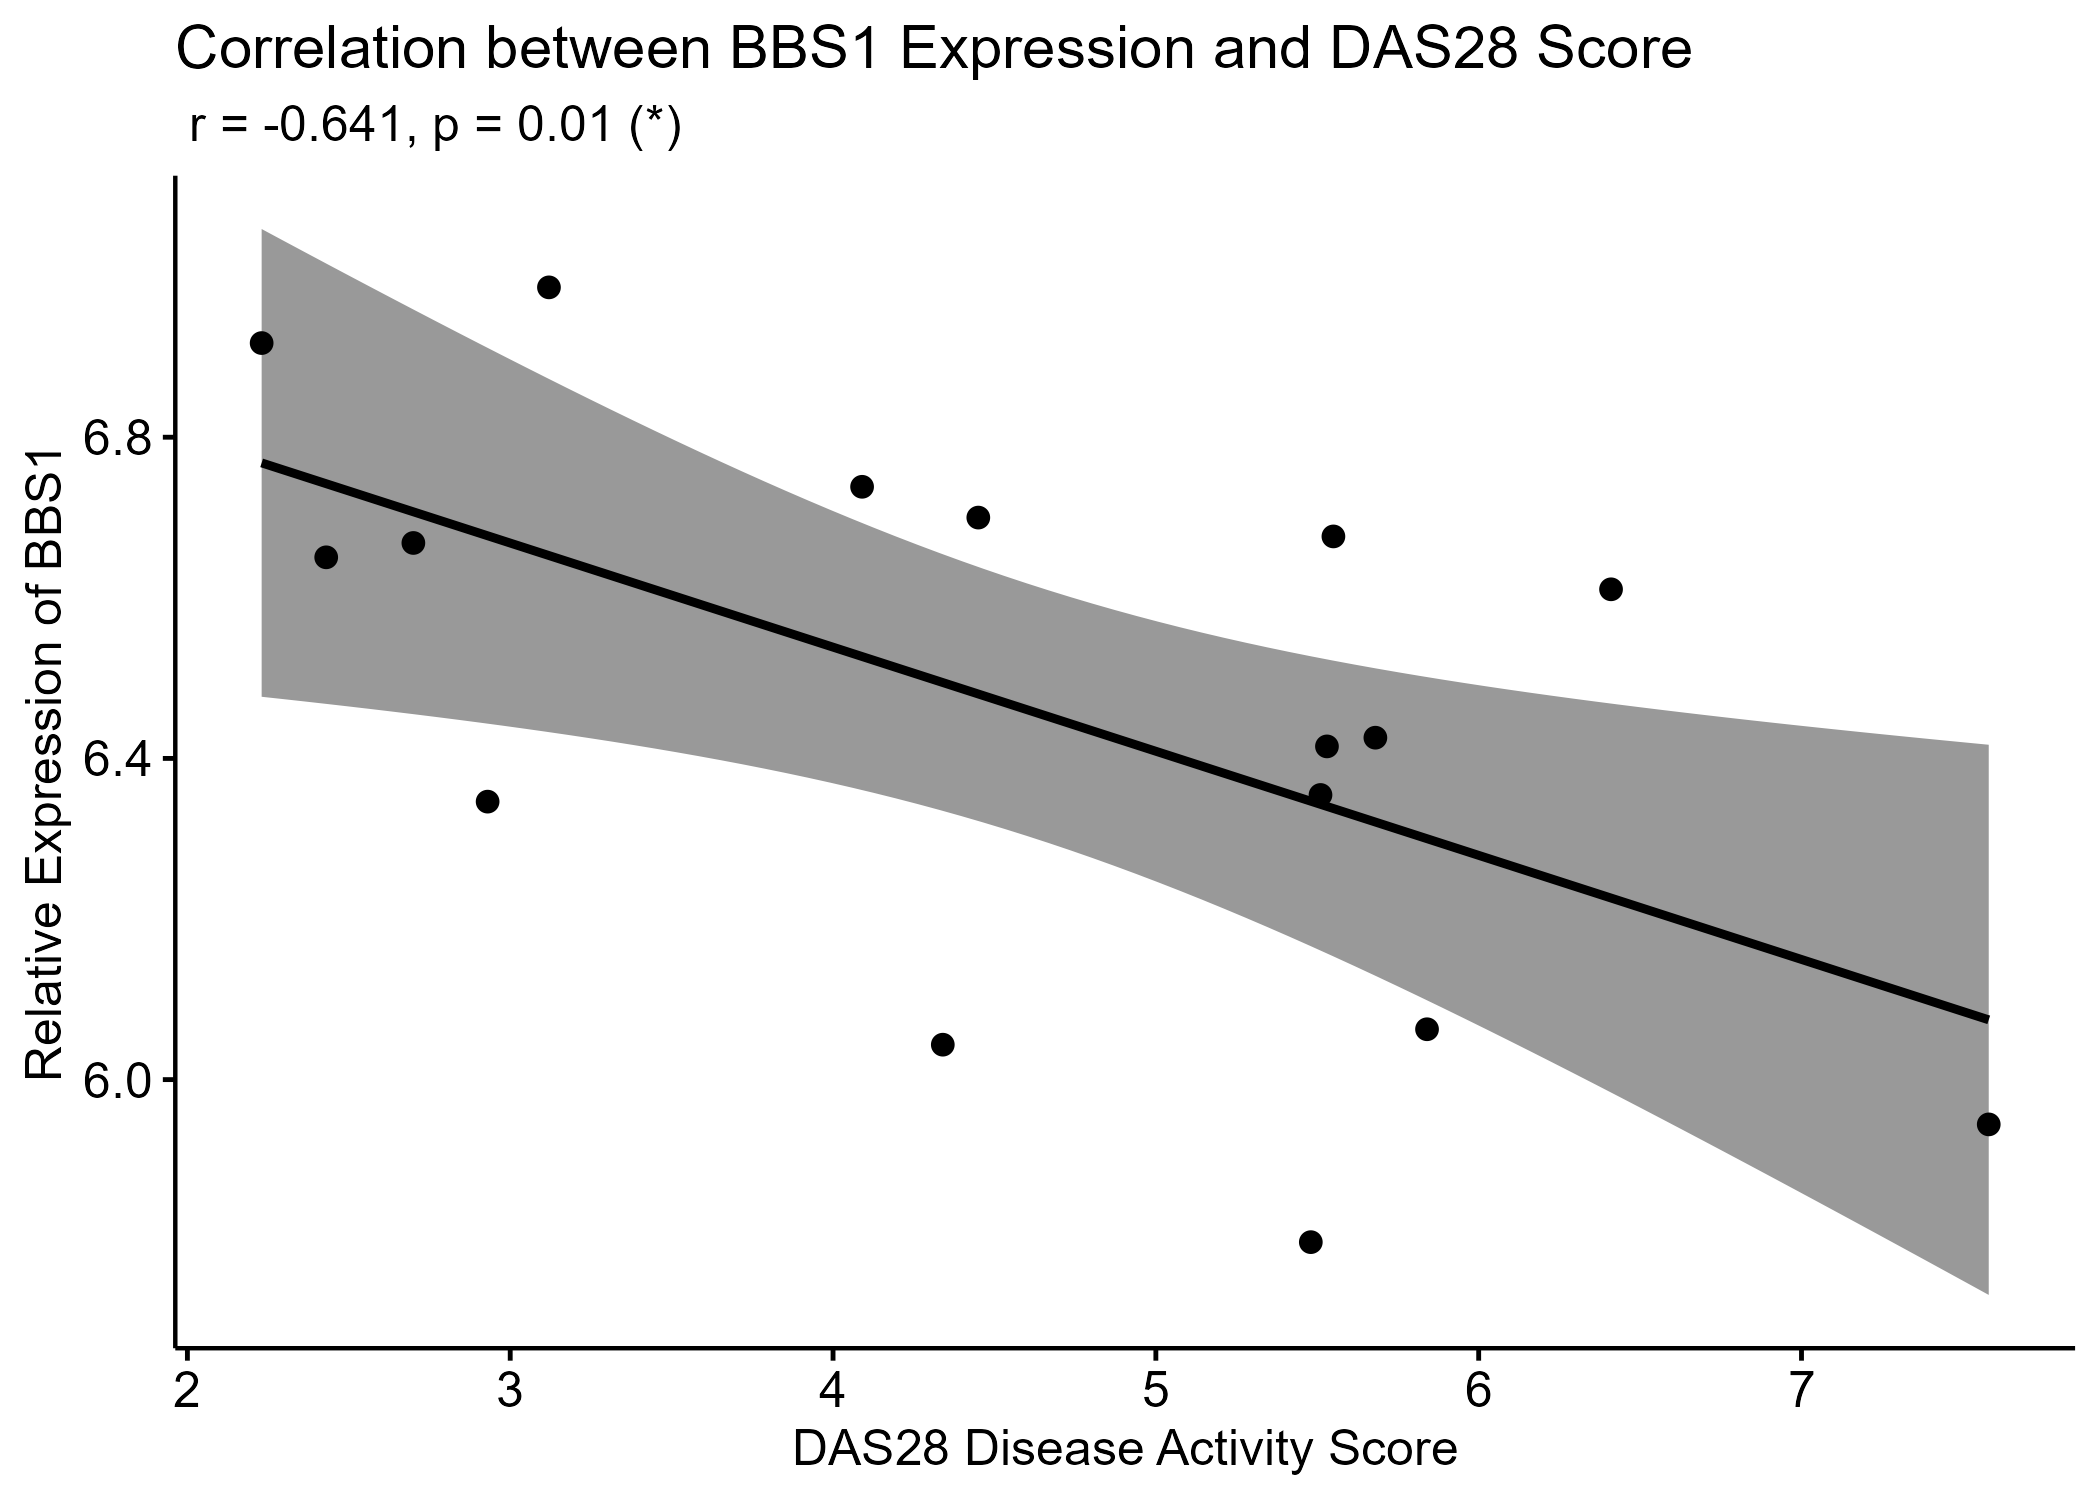 Correlation between BBS1 Expression and DAS28 Score
r = -0.641, p = 0.01 (*)
Relative Expression of BBS1
6.8
6.4
6.0
2 3 4 5 6 7
DAS28 Disease Activity Score